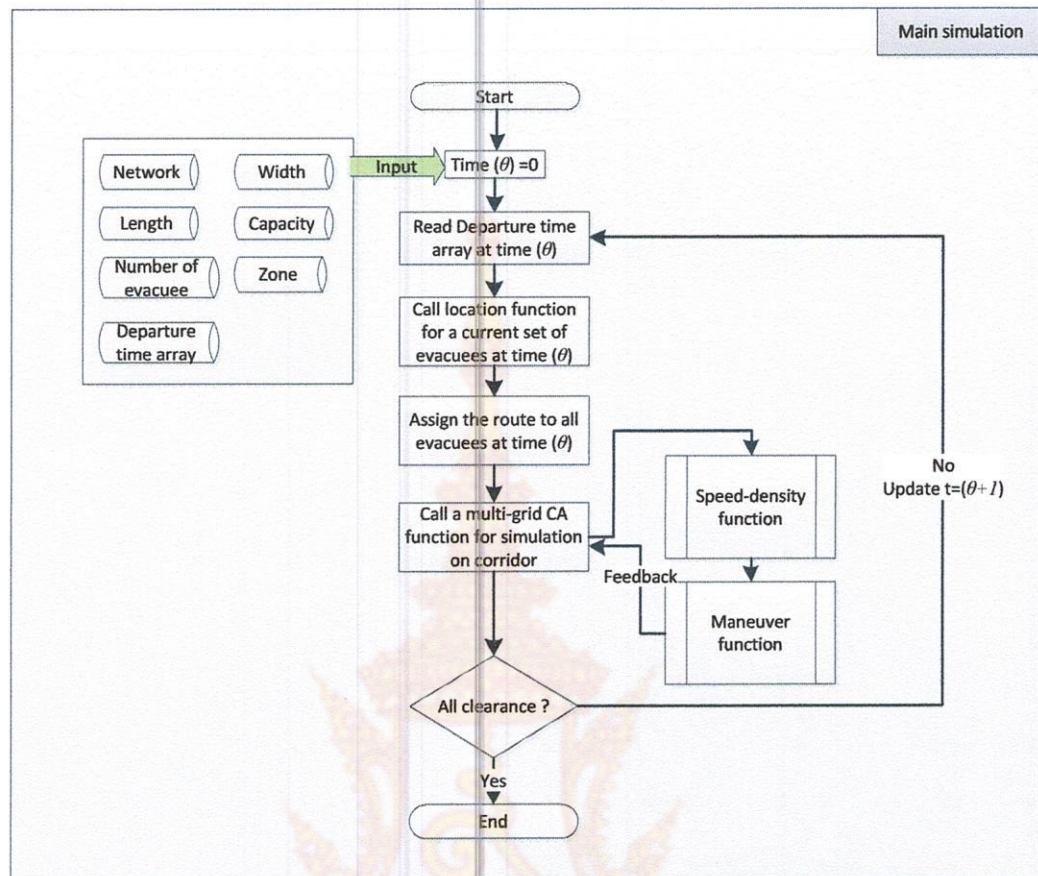 Main simulation
Start
Network
Width
Length
Capacity
Number of
evacuee
Zone
Departure
time array
Input
Time (θ) =0
Read Departure time
array at time (θ)
Call location function
for a current set of
evacuees at time (θ)
Assign the route to all
evacuees at time (θ)
Call a multi-grid CA
function for simulation
on corridor
Speed-density
function
Feedback
Maneuver
function
No
Update t=(θ+1)
All clearance ?
Yes
End